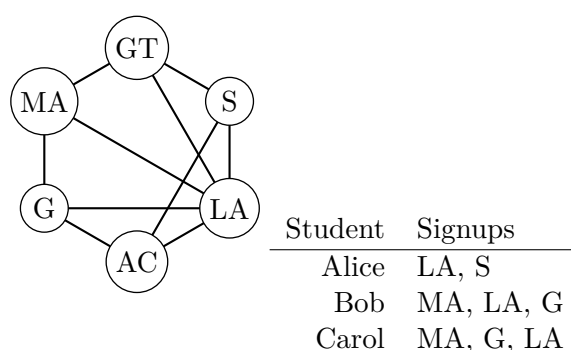 GT
MA
S
G
LA
AC
Student Signups
Alice LA, S
Bob MA, LA, G
Carol MA, G, LA